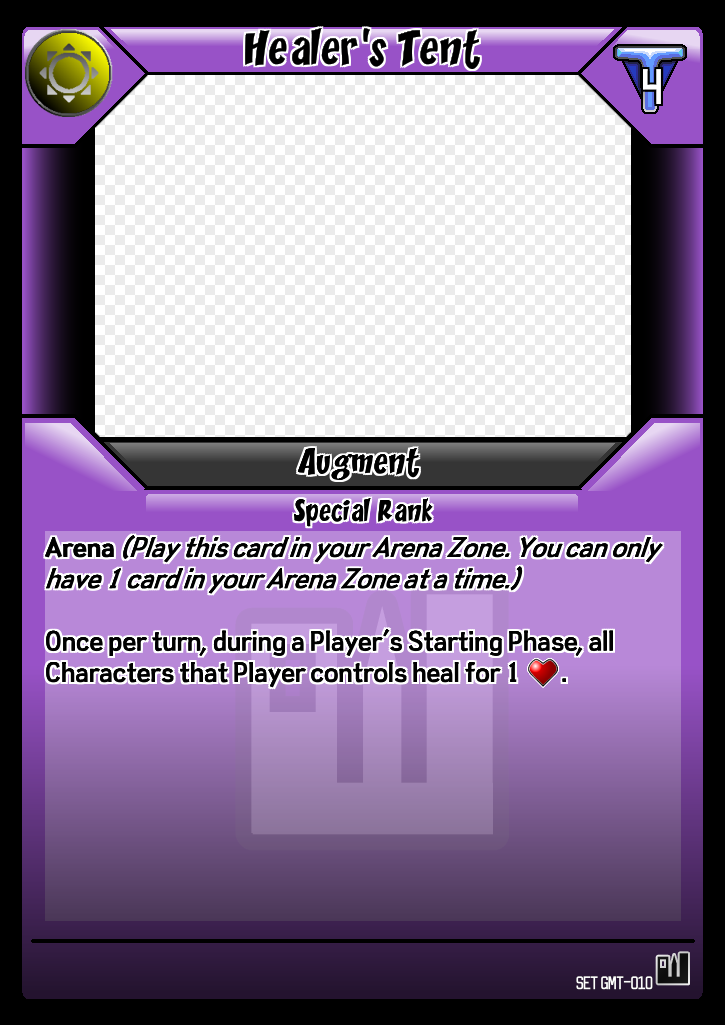 Healer's Tent
4
Augment
Special Rank
Arena (Play this card in your Arena Zone. You can only
have 1 card in your Arena Zone at a time.)
Once per turn, during a Player's Starting Phase, all
Characters that Player controls heal for 1 ❤.
SET GMT-010